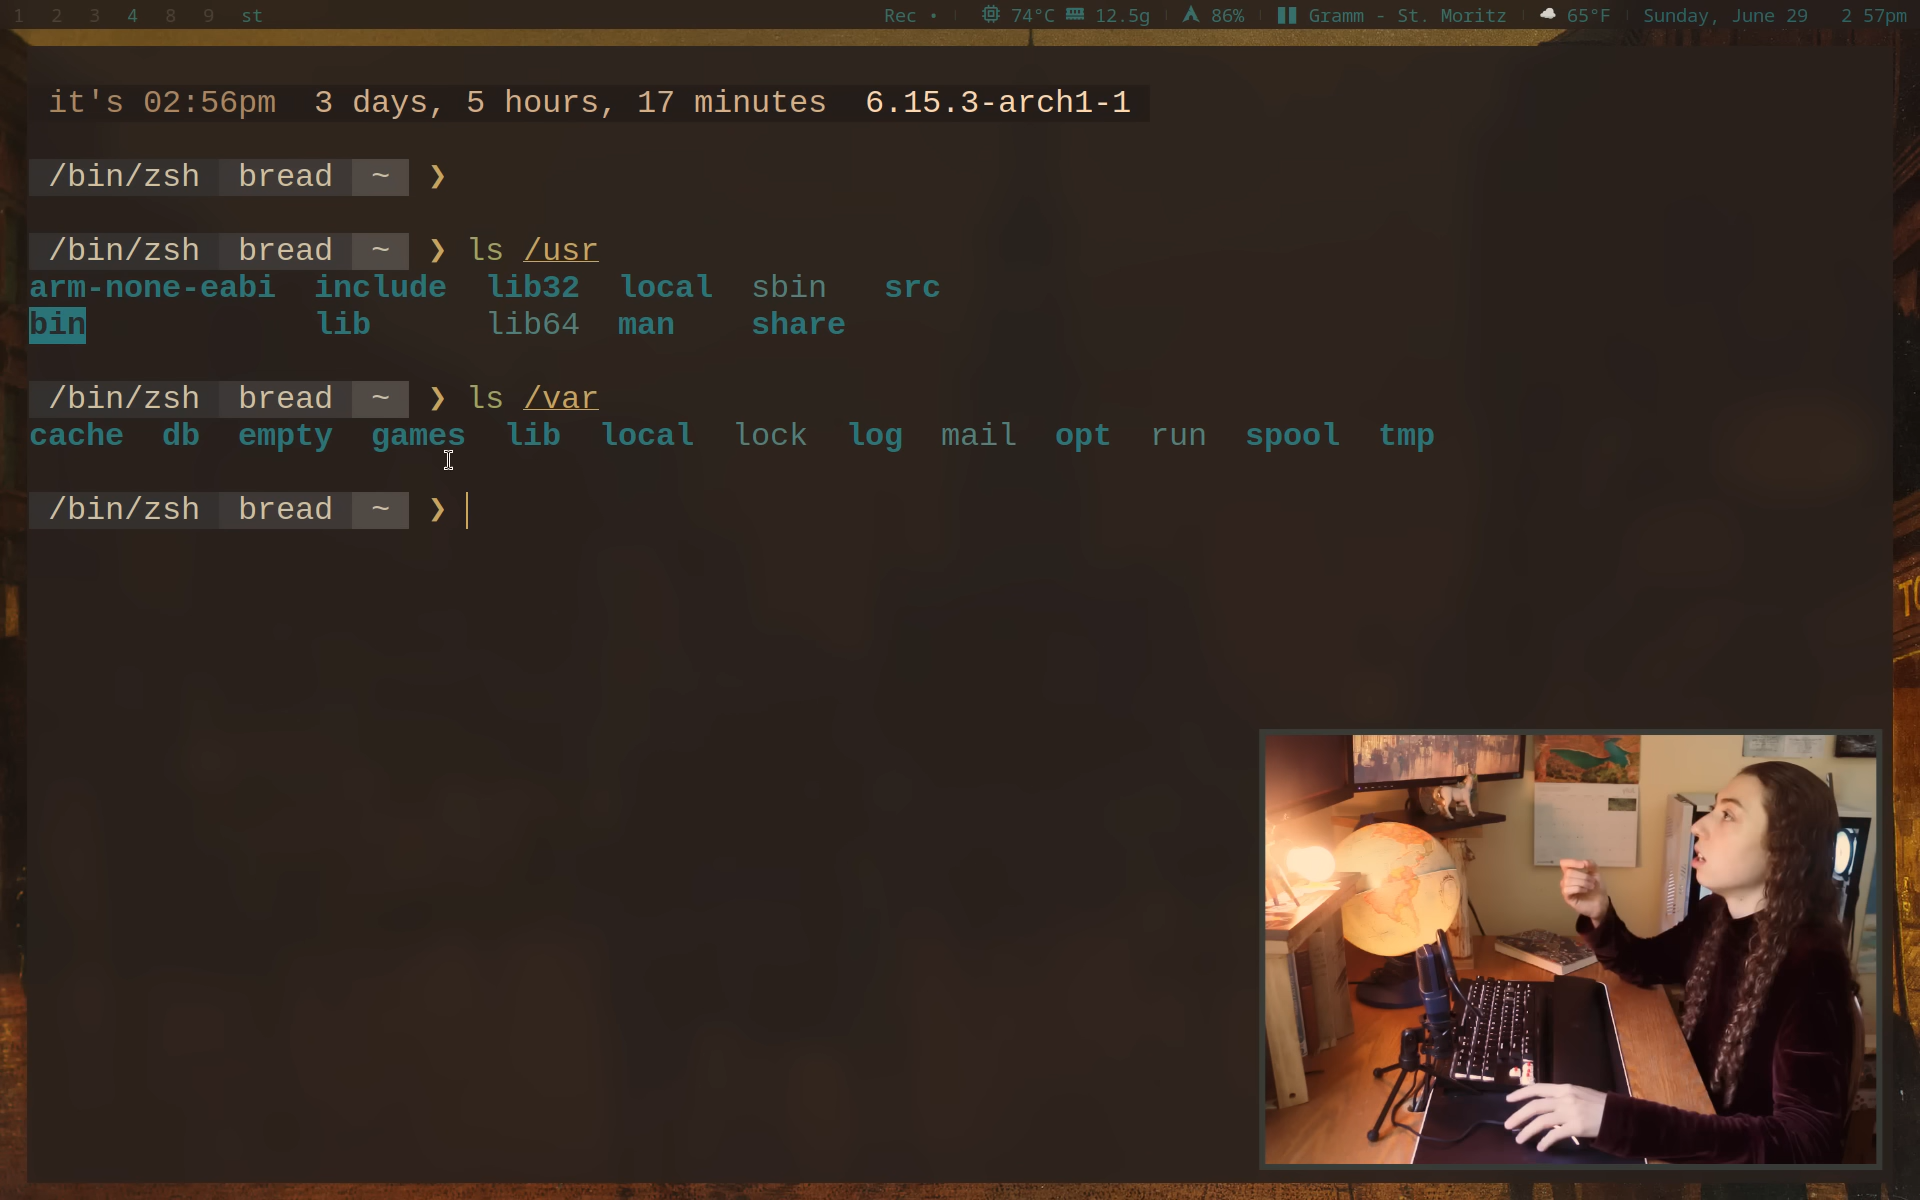 1 2 3 4 8 9 st Rec • 74°C 12.5g 86% Gramm - St. Moritz 65°F Sunday, June 29 2 57pm
it's 02:56pm 3 days, 5 hours, 17 minutes 6.15.3-arch1-1
/bin/zsh bread ~ ❯
/bin/zsh bread ~ ❯ ls /usr
arm-none-eabi include lib32 local sbin src
bin lib lib64 man share
/bin/zsh bread ~ ❯ ls /var
cache db empty games lib local lock log mail opt run spool tmp
/bin/zsh bread ~ ❯